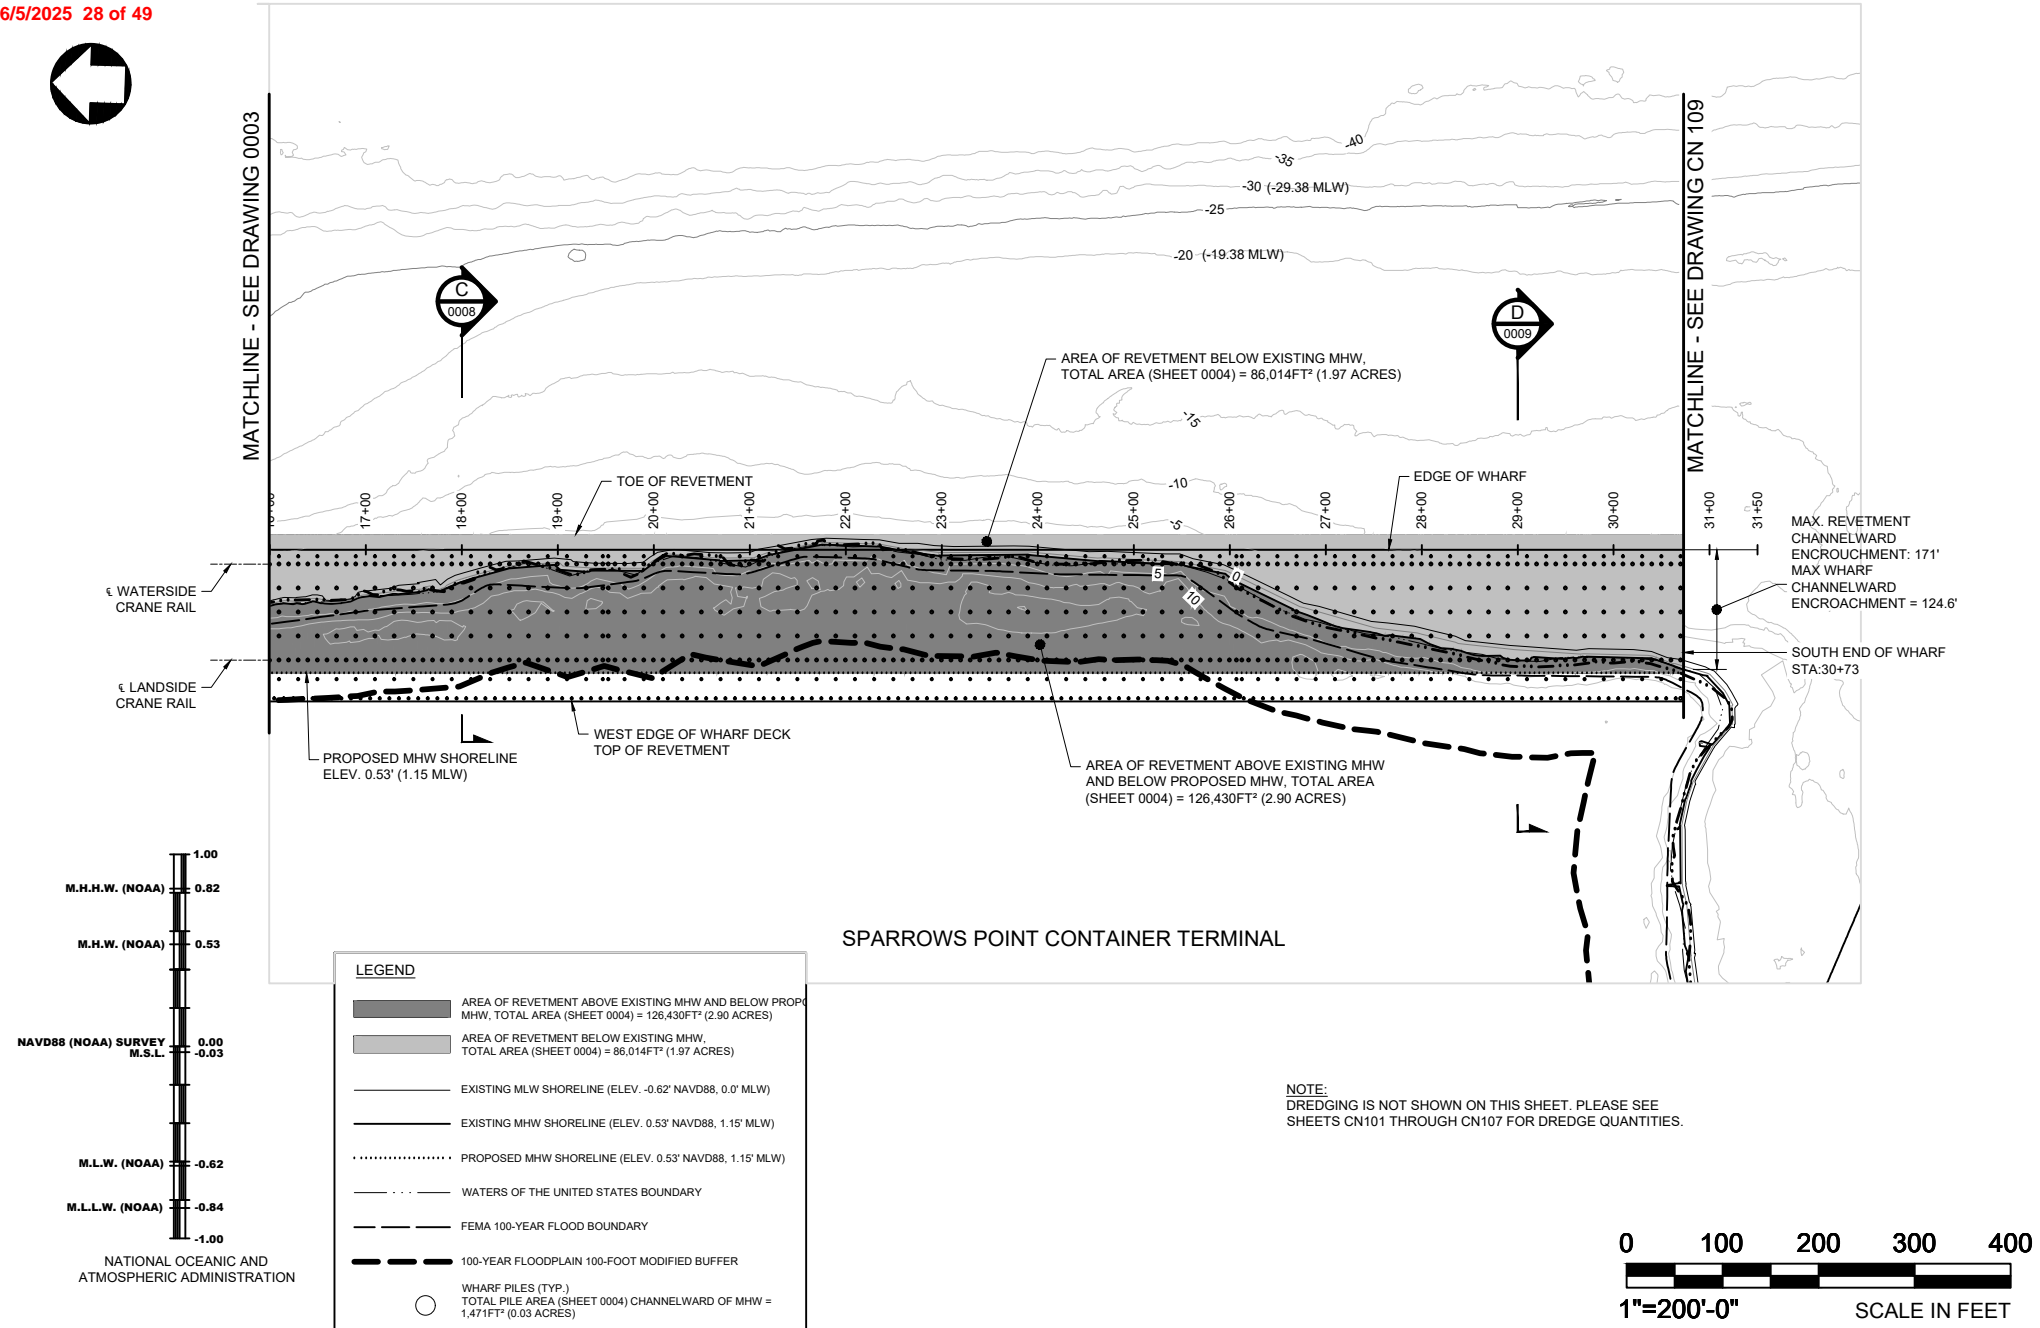 6/5/2025 28 of 49
MATCHLINE - SEE DRAWING 0003
MATCHLINE - SEE DRAWING CN 109
-40
-35
-30 (-29.38 MLW)
-25
-20 (-19.38 MLW)
C
0008
D
0009
AREA OF REVETMENT BELOW EXISTING MHW,
TOTAL AREA (SHEET 0004) = 86,014FT² (1.97 ACRES)
-15
-10
-5
TOE OF REVETMENT
EDGE OF WHARF
17+00
18+00
19+00
20+00
21+00
22+00
23+00
24+00
25+00
26+00
27+00
28+00
29+00
30+00
31+00
31+50
MAX. REVETMENT
CHANNELWARD
ENCROUCHMENT: 171'
MAX WHARF
CHANNELWARD
ENCROACHMENT = 124.6'
5
0
10
℄ WATERSIDE
CRANE RAIL
℄ LANDSIDE
CRANE RAIL
SOUTH END OF WHARF
STA:30+73
PROPOSED MHW SHORELINE
ELEV. 0.53' (1.15 MLW)
WEST EDGE OF WHARF DECK
TOP OF REVETMENT
AREA OF REVETMENT ABOVE EXISTING MHW
AND BELOW PROPOSED MHW, TOTAL AREA
(SHEET 0004) = 126,430FT² (2.90 ACRES)
SPARROWS POINT CONTAINER TERMINAL
1.00
M.H.H.W. (NOAA) 0.82
M.H.W. (NOAA) 0.53
NAVD88 (NOAA) SURVEY 0.00
M.S.L. -0.03
M.L.W. (NOAA) -0.62
M.L.L.W. (NOAA) -0.84
-1.00
NATIONAL OCEANIC AND
ATMOSPHERIC ADMINISTRATION
LEGEND
AREA OF REVETMENT ABOVE EXISTING MHW AND BELOW PROPO
MHW, TOTAL AREA (SHEET 0004) = 126,430FT² (2.90 ACRES)
AREA OF REVETMENT BELOW EXISTING MHW,
TOTAL AREA (SHEET 0004) = 86,014FT² (1.97 ACRES)
EXISTING MLW SHORELINE (ELEV. -0.62' NAVD88, 0.0' MLW)
EXISTING MHW SHORELINE (ELEV. 0.53' NAVD88, 1.15' MLW)
PROPOSED MHW SHORELINE (ELEV. 0.53' NAVD88, 1.15' MLW)
WATERS OF THE UNITED STATES BOUNDARY
FEMA 100-YEAR FLOOD BOUNDARY
100-YEAR FLOODPLAIN 100-FOOT MODIFIED BUFFER
WHARF PILES (TYP.)
TOTAL PILE AREA (SHEET 0004) CHANNELWARD OF MHW =
1,471FT² (0.03 ACRES)
NOTE:
DREDGING IS NOT SHOWN ON THIS SHEET. PLEASE SEE
SHEETS CN101 THROUGH CN107 FOR DREDGE QUANTITIES.
0 100 200 300 400
1"=200'-0" SCALE IN FEET